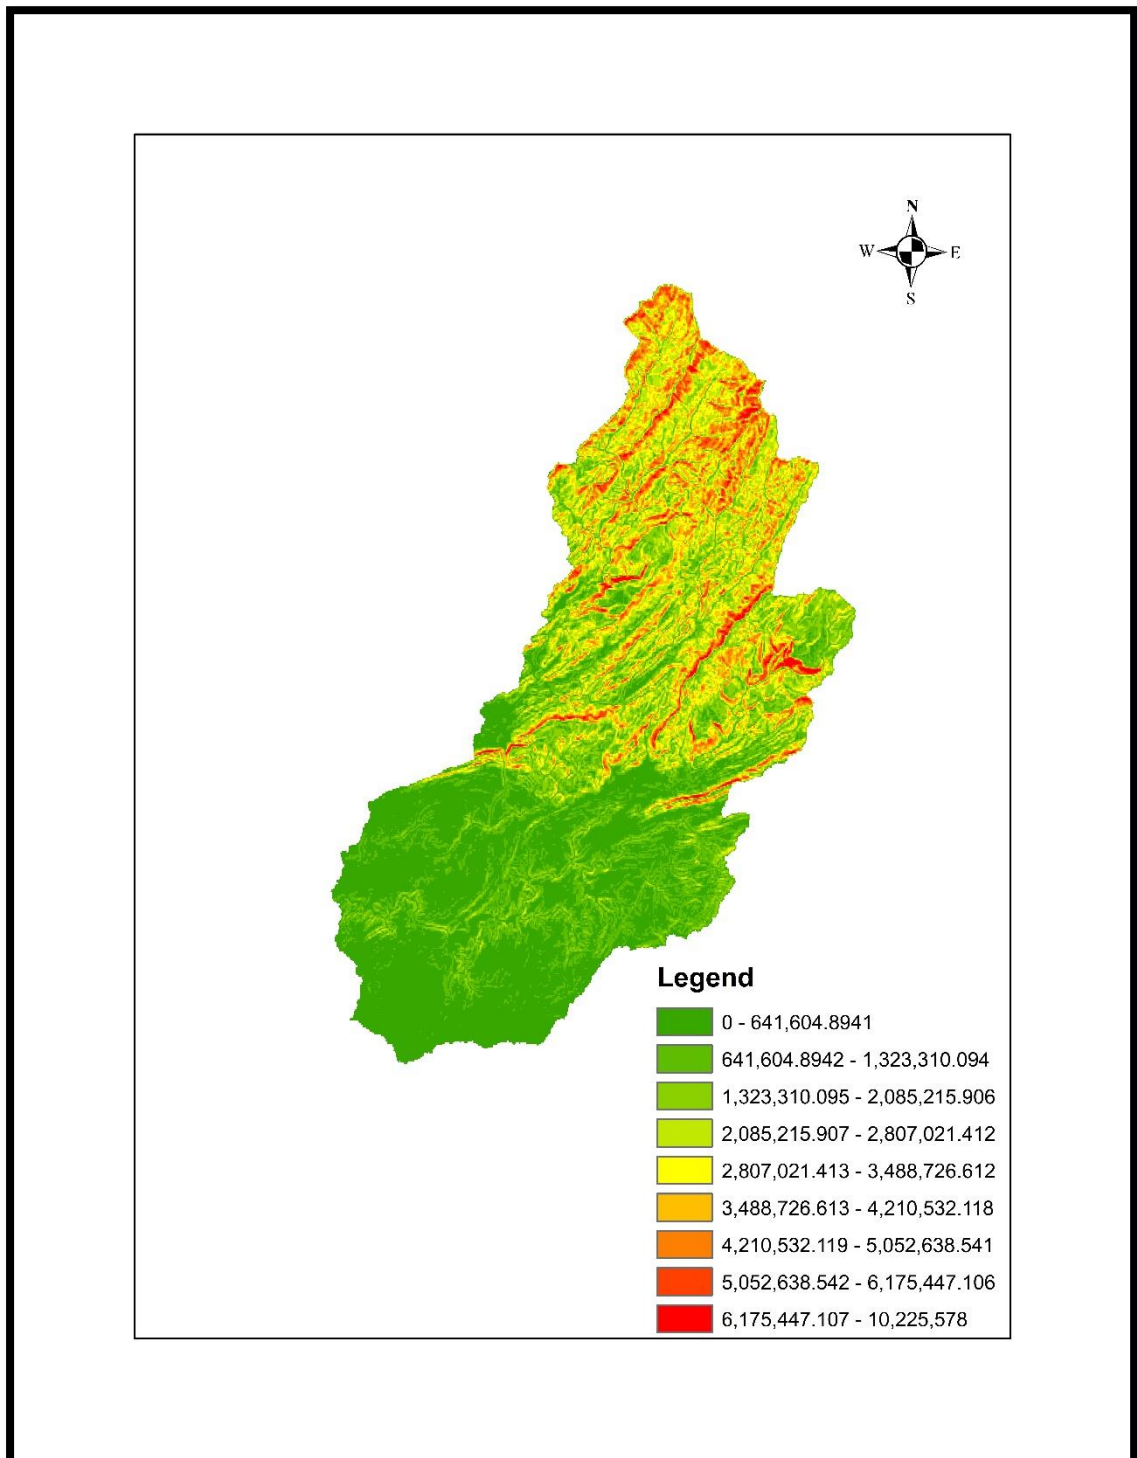 N
W E
S
Legend
0 - 641,604.8941
641,604.8942 - 1,323,310.094
1,323,310.095 - 2,085,215.906
2,085,215.907 - 2,807,021.412
2,807,021.413 - 3,488,726.612
3,488,726.613 - 4,210,532.118
4,210,532.119 - 5,052,638.541
5,052,638.542 - 6,175,447.106
6,175,447.107 - 10,225,578